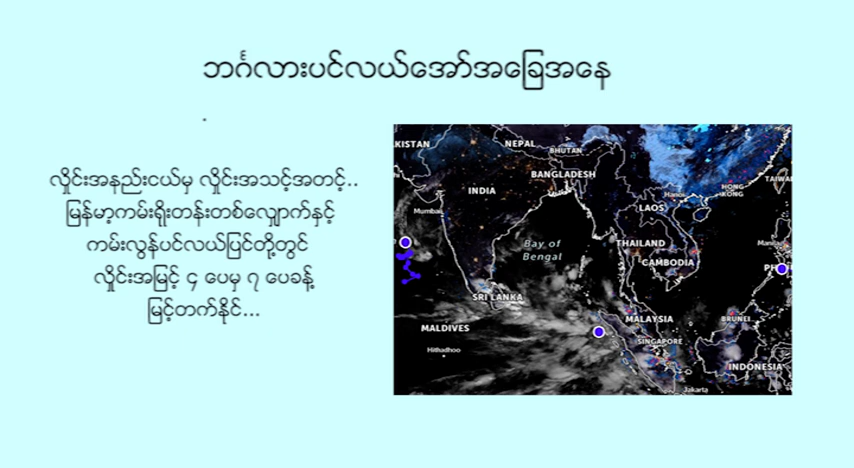 ဘင်္ဂလားပင်လယ်အော်အခြေအနေ
လှိုင်းအနည်းငယ်မှ လှိုင်းအသင့်အတင့်..
မြန်မာ့ကမ်းရိုးတန်းတစ်လျှောက်နှင့်
ကမ်းလွန်ပင်လယ်ပြင်တို့တွင်
လှိုင်းအမြင့် ၄ ပေမှ ၇ ပေခန့်
မြင့်တက်နိုင်...
KISTAN
NEPAL
BHUTAN
BANGLADESH
INDIA
Mumbai
HONG
KONG
TAIWA
Hanoi
LAOS
Bay of
Bengal
THAILAND
CAMBODIA
Manila
PH
SRI LANKA
MALDIVES
Hithadhoo
MALAYSIA
SINGAPORE
BRUNEI
INDONESIA
Jakarta